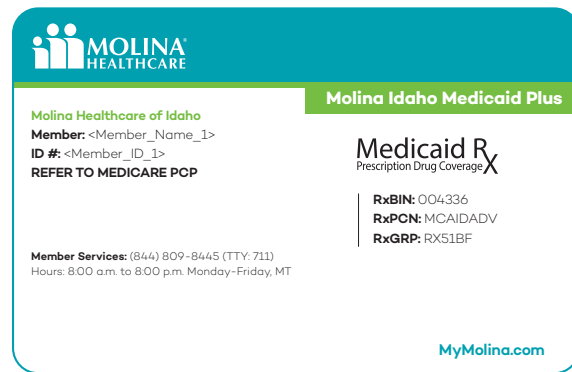 MOLINA®
HEALTHCARE
Molina Idaho Medicaid Plus
Molina Healthcare of Idaho
Member: <Member_Name_1>
ID #: <Member_ID_1>
REFER TO MEDICARE PCP
Medicaid Rx
Prescription Drug Coverage
RxBIN: 004336
RxPCN: MCAIDADV
RxGRP: RX51BF
Member Services: (844) 809-8445 (TTY: 711)
Hours: 8:00 a.m. to 8:00 p.m. Monday-Friday, MT
MyMolina.com